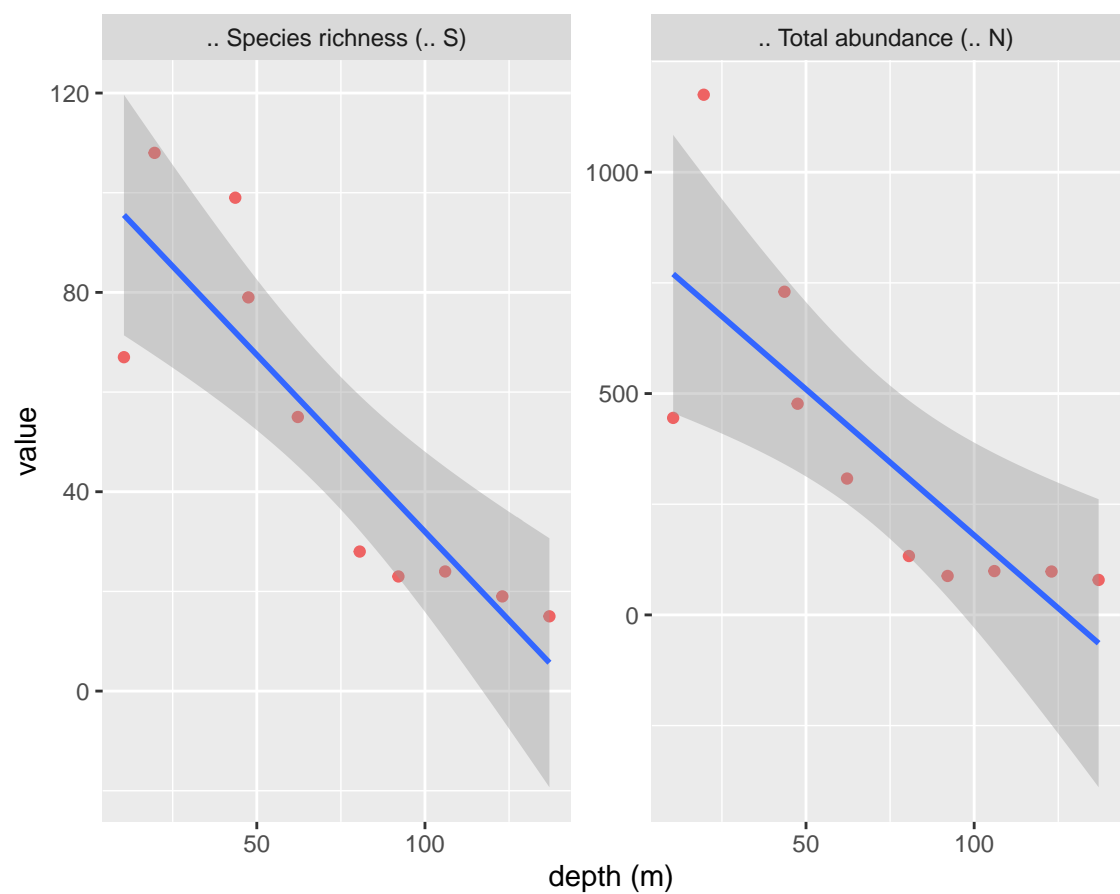 .. Species richness (.. S)
.. Total abundance (.. N)
120
80
40
0
1000
500
0
value
50
100
50
100
depth (m)